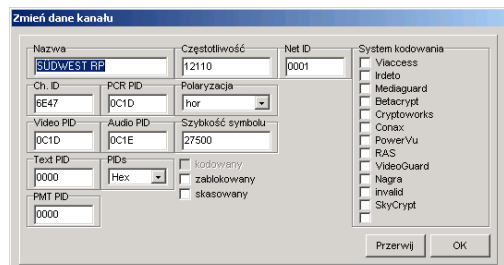 Zmień dane kanału
Nazwa
SÜDWEST RP
Częstotliwość
12110
Net ID
0001
Ch. ID
6E47
PCR PID
0C1D
Polaryzacja
hor
Video PID
0C1D
Audio PID
0C1E
Szybkość symbolu
27500
Text PID
0000
PIDs
Hex
kodowany
zablokowany
skasowany
PMT PID
0000
System kodowania
Viaccess
Irdeto
Mediaguard
Betacrypt
Cryptoworks
Conax
PowerVu
RAS
VideoGuard
Nagra
invalid
SkyCrypt
Przerwij
OK